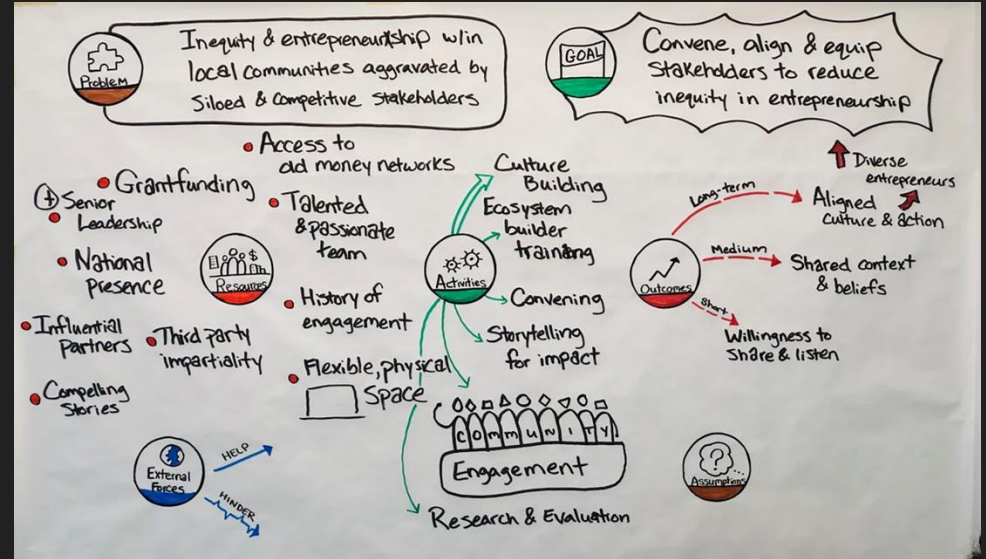 Problem
Inequity & entrepreneurship w/in
local communities aggravated by
Siloed & Competitive Stakeholders
GOAL
Convene, align & equip
Stakeholders to reduce
inequity in entrepreneurship
Resources
Access to
old money networks
Grantfunding
+ Senior
Leadership
Talented
& passionate
team
National
presence
History of
engagement
Influential
Partners
Third party
impartiality
Flexible, physical
Space
Compelling
Stories
Activities
Culture
Building
Ecosystem
builder
training
Convening
Storytelling
for impact
COMMUNITY
Engagement
Research & Evaluation
Outcomes
Long-term
Aligned
culture & action
Diverse
entrepreneurs
Medium
Shared context
& beliefs
Short
Willingness to
Share & listen
External
Forces
HELP
HINDER
Assumptions